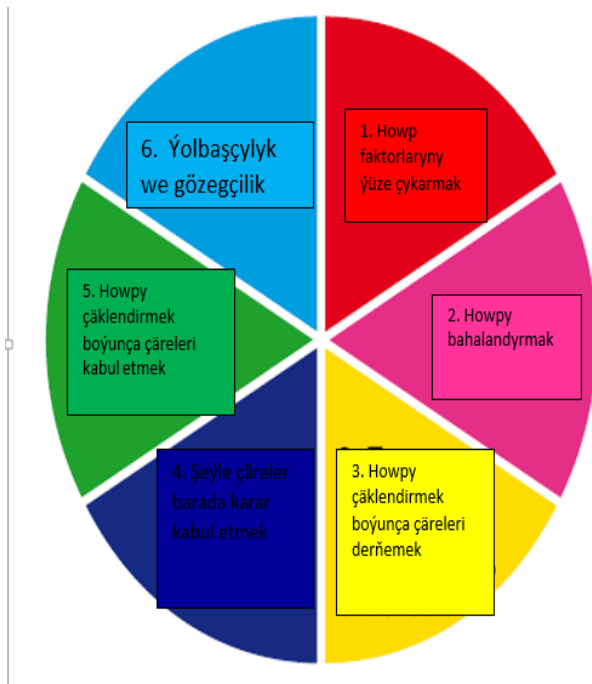 1. Howp
faktorlaryny
ýüze çykarmak
2. Howpy
bahalandyrmak
3. Howpy
çäklendirmek
boýunça çäreleri
derňemek
4. Şeýle çäreler
barada karar
kabul etmek
5. Howpy
çäklendirmek
boýunça çäreleri
kabul etmek
6. Ýolbaşçylyk
we gözegçilik